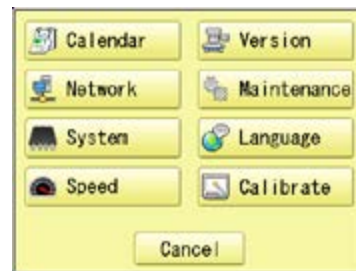 Calendar
Version
Network
Maintenance
System
Language
Speed
Calibrate
Cancel